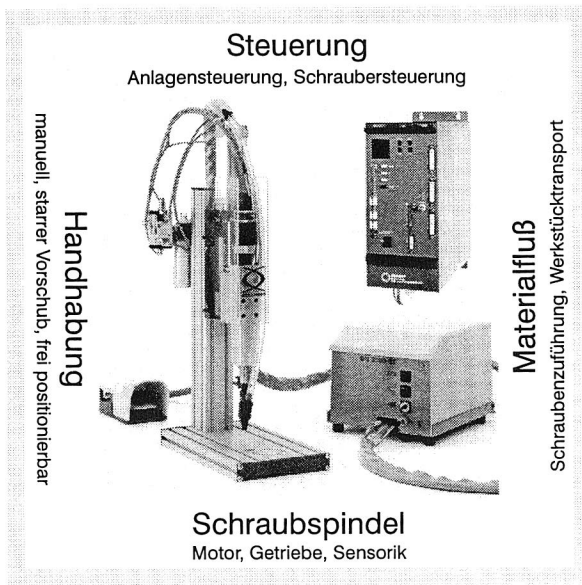 Steuerung
Anlagensteuerung, Schraubersteuerung
Handhabung
manuell, starrer Vorschub, frei positionierbar
Materialfluß
Schraubenzuführung, Werkstücktransport
Schraubspindel
Motor, Getriebe, Sensorik